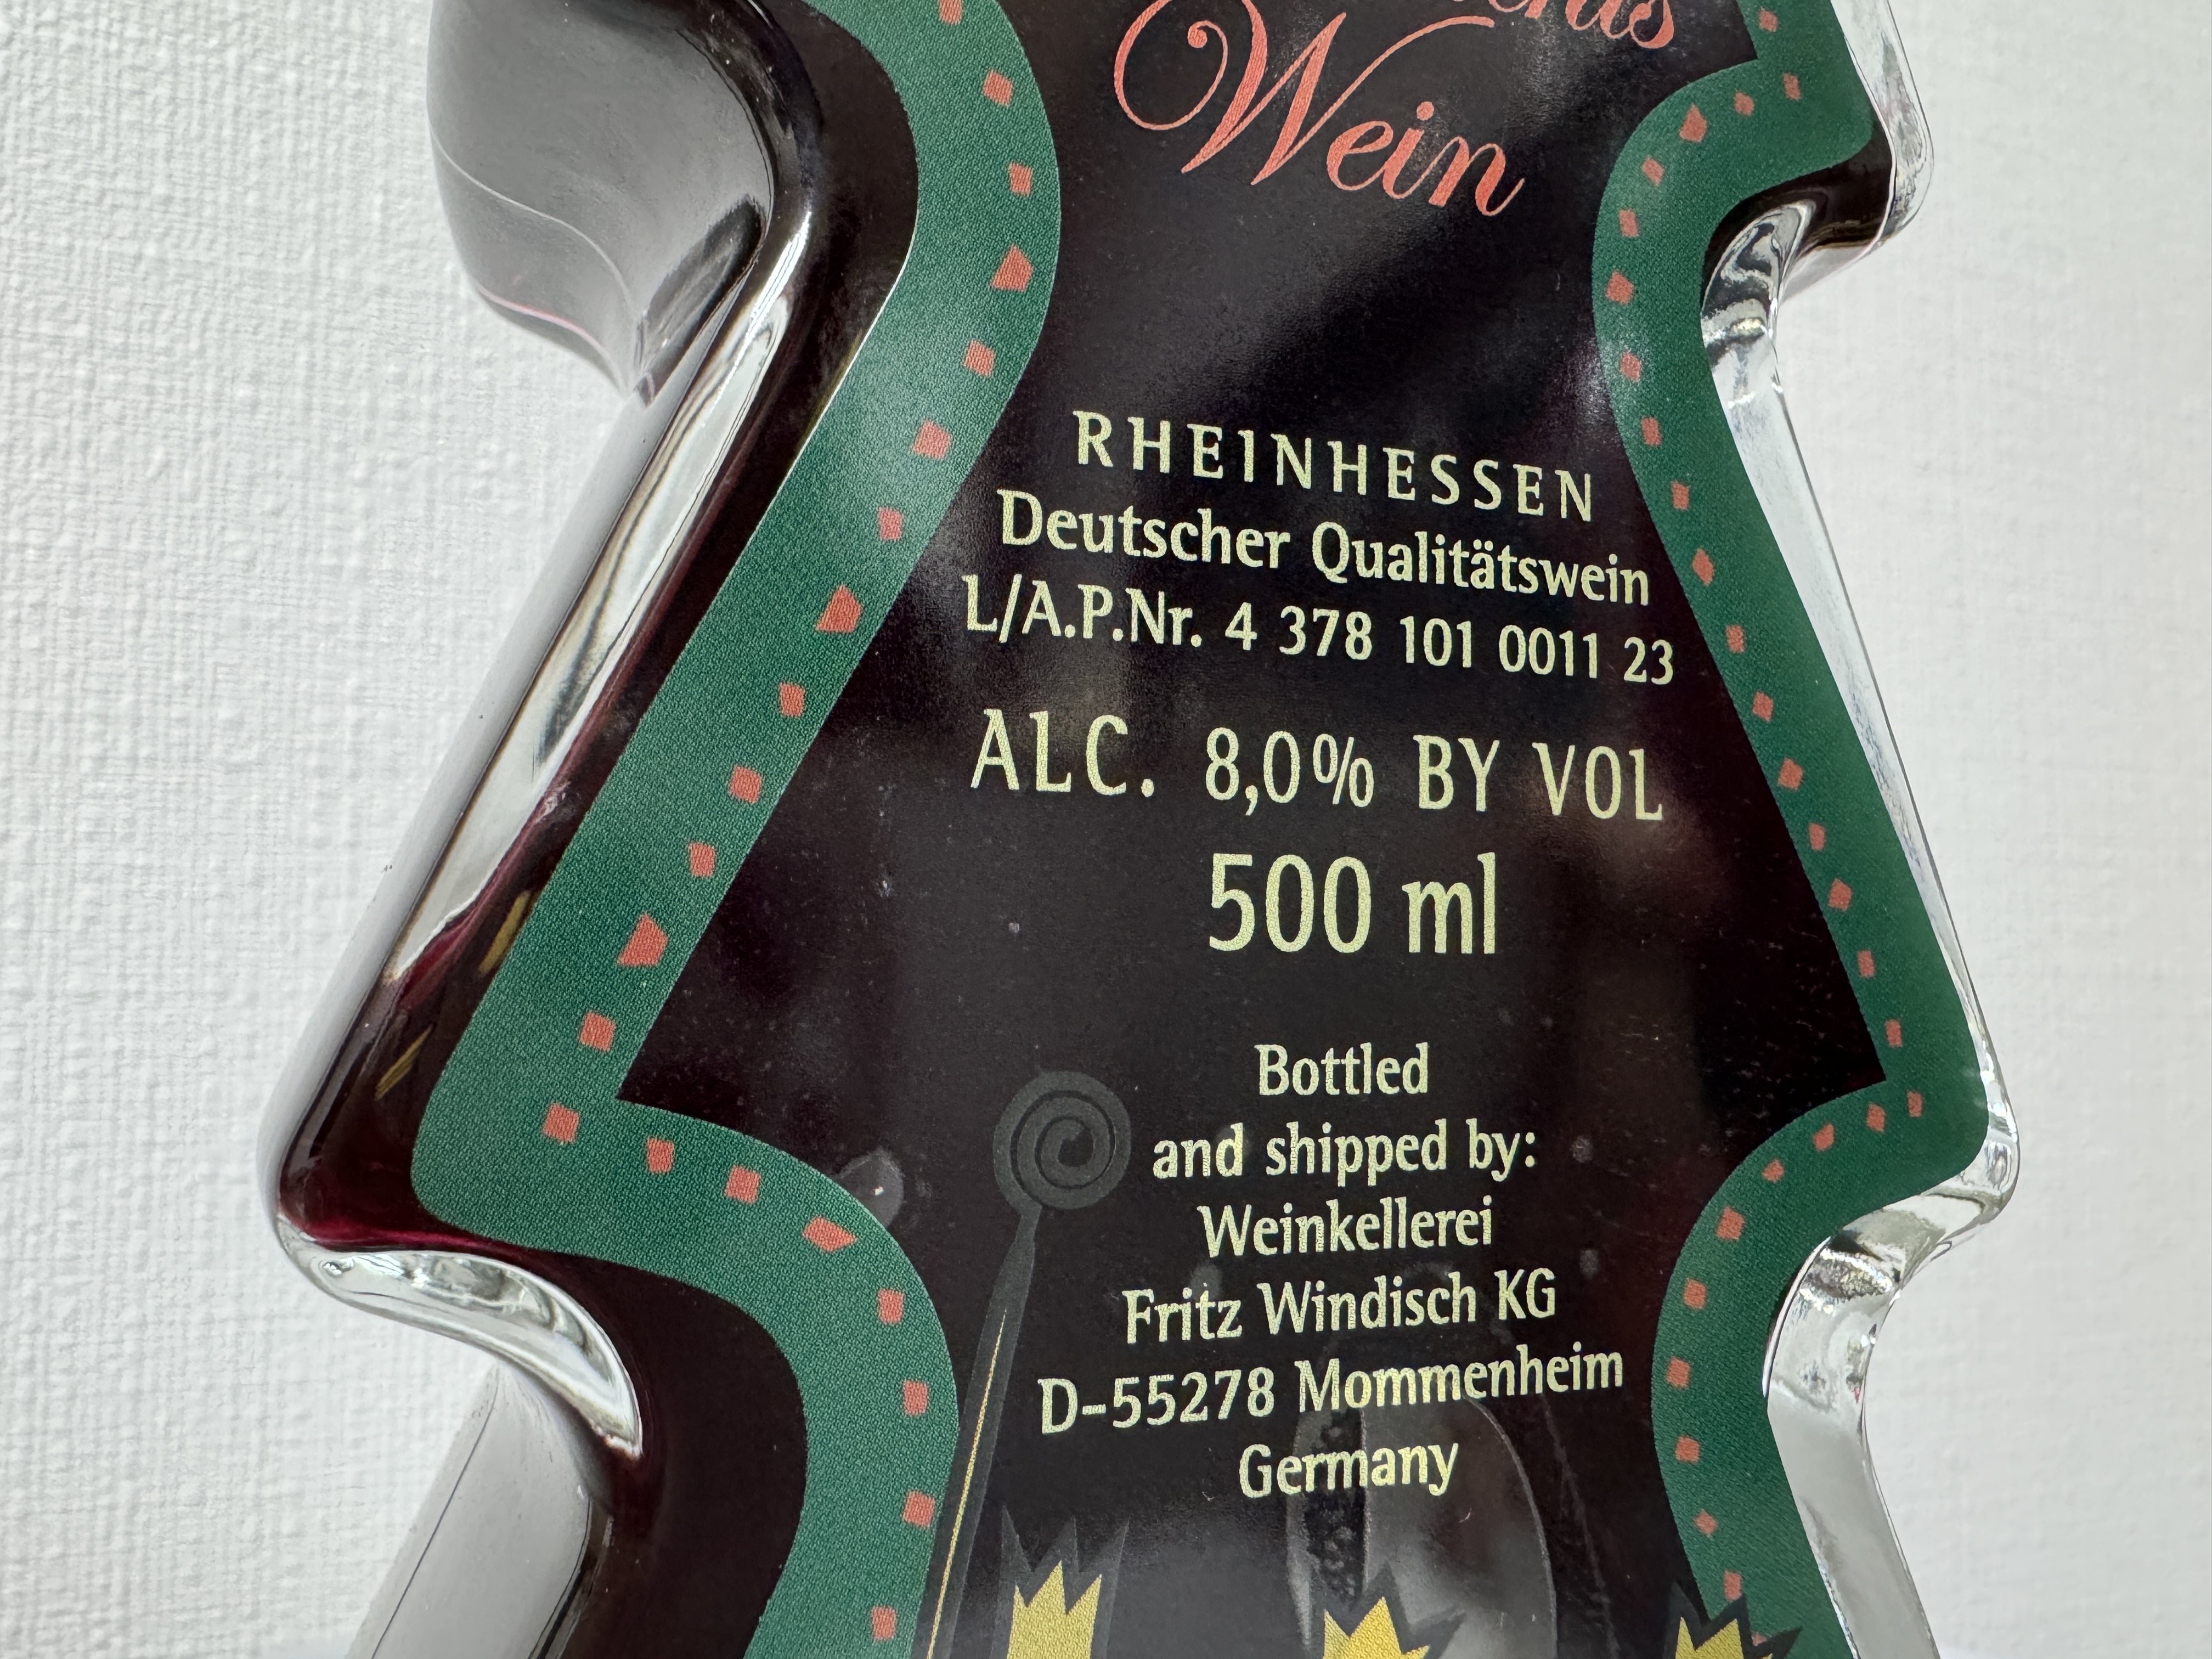 Wein
RHEINHESSEN
Deutscher Qualitätswein
L/A.P.Nr. 4 378 101 0011 23
ALC. 8,0% BY VOL
500 ml
Bottled
and shipped by:
Weinkellerei
Fritz Windisch KG
D-55278 Mommenheim
Germany